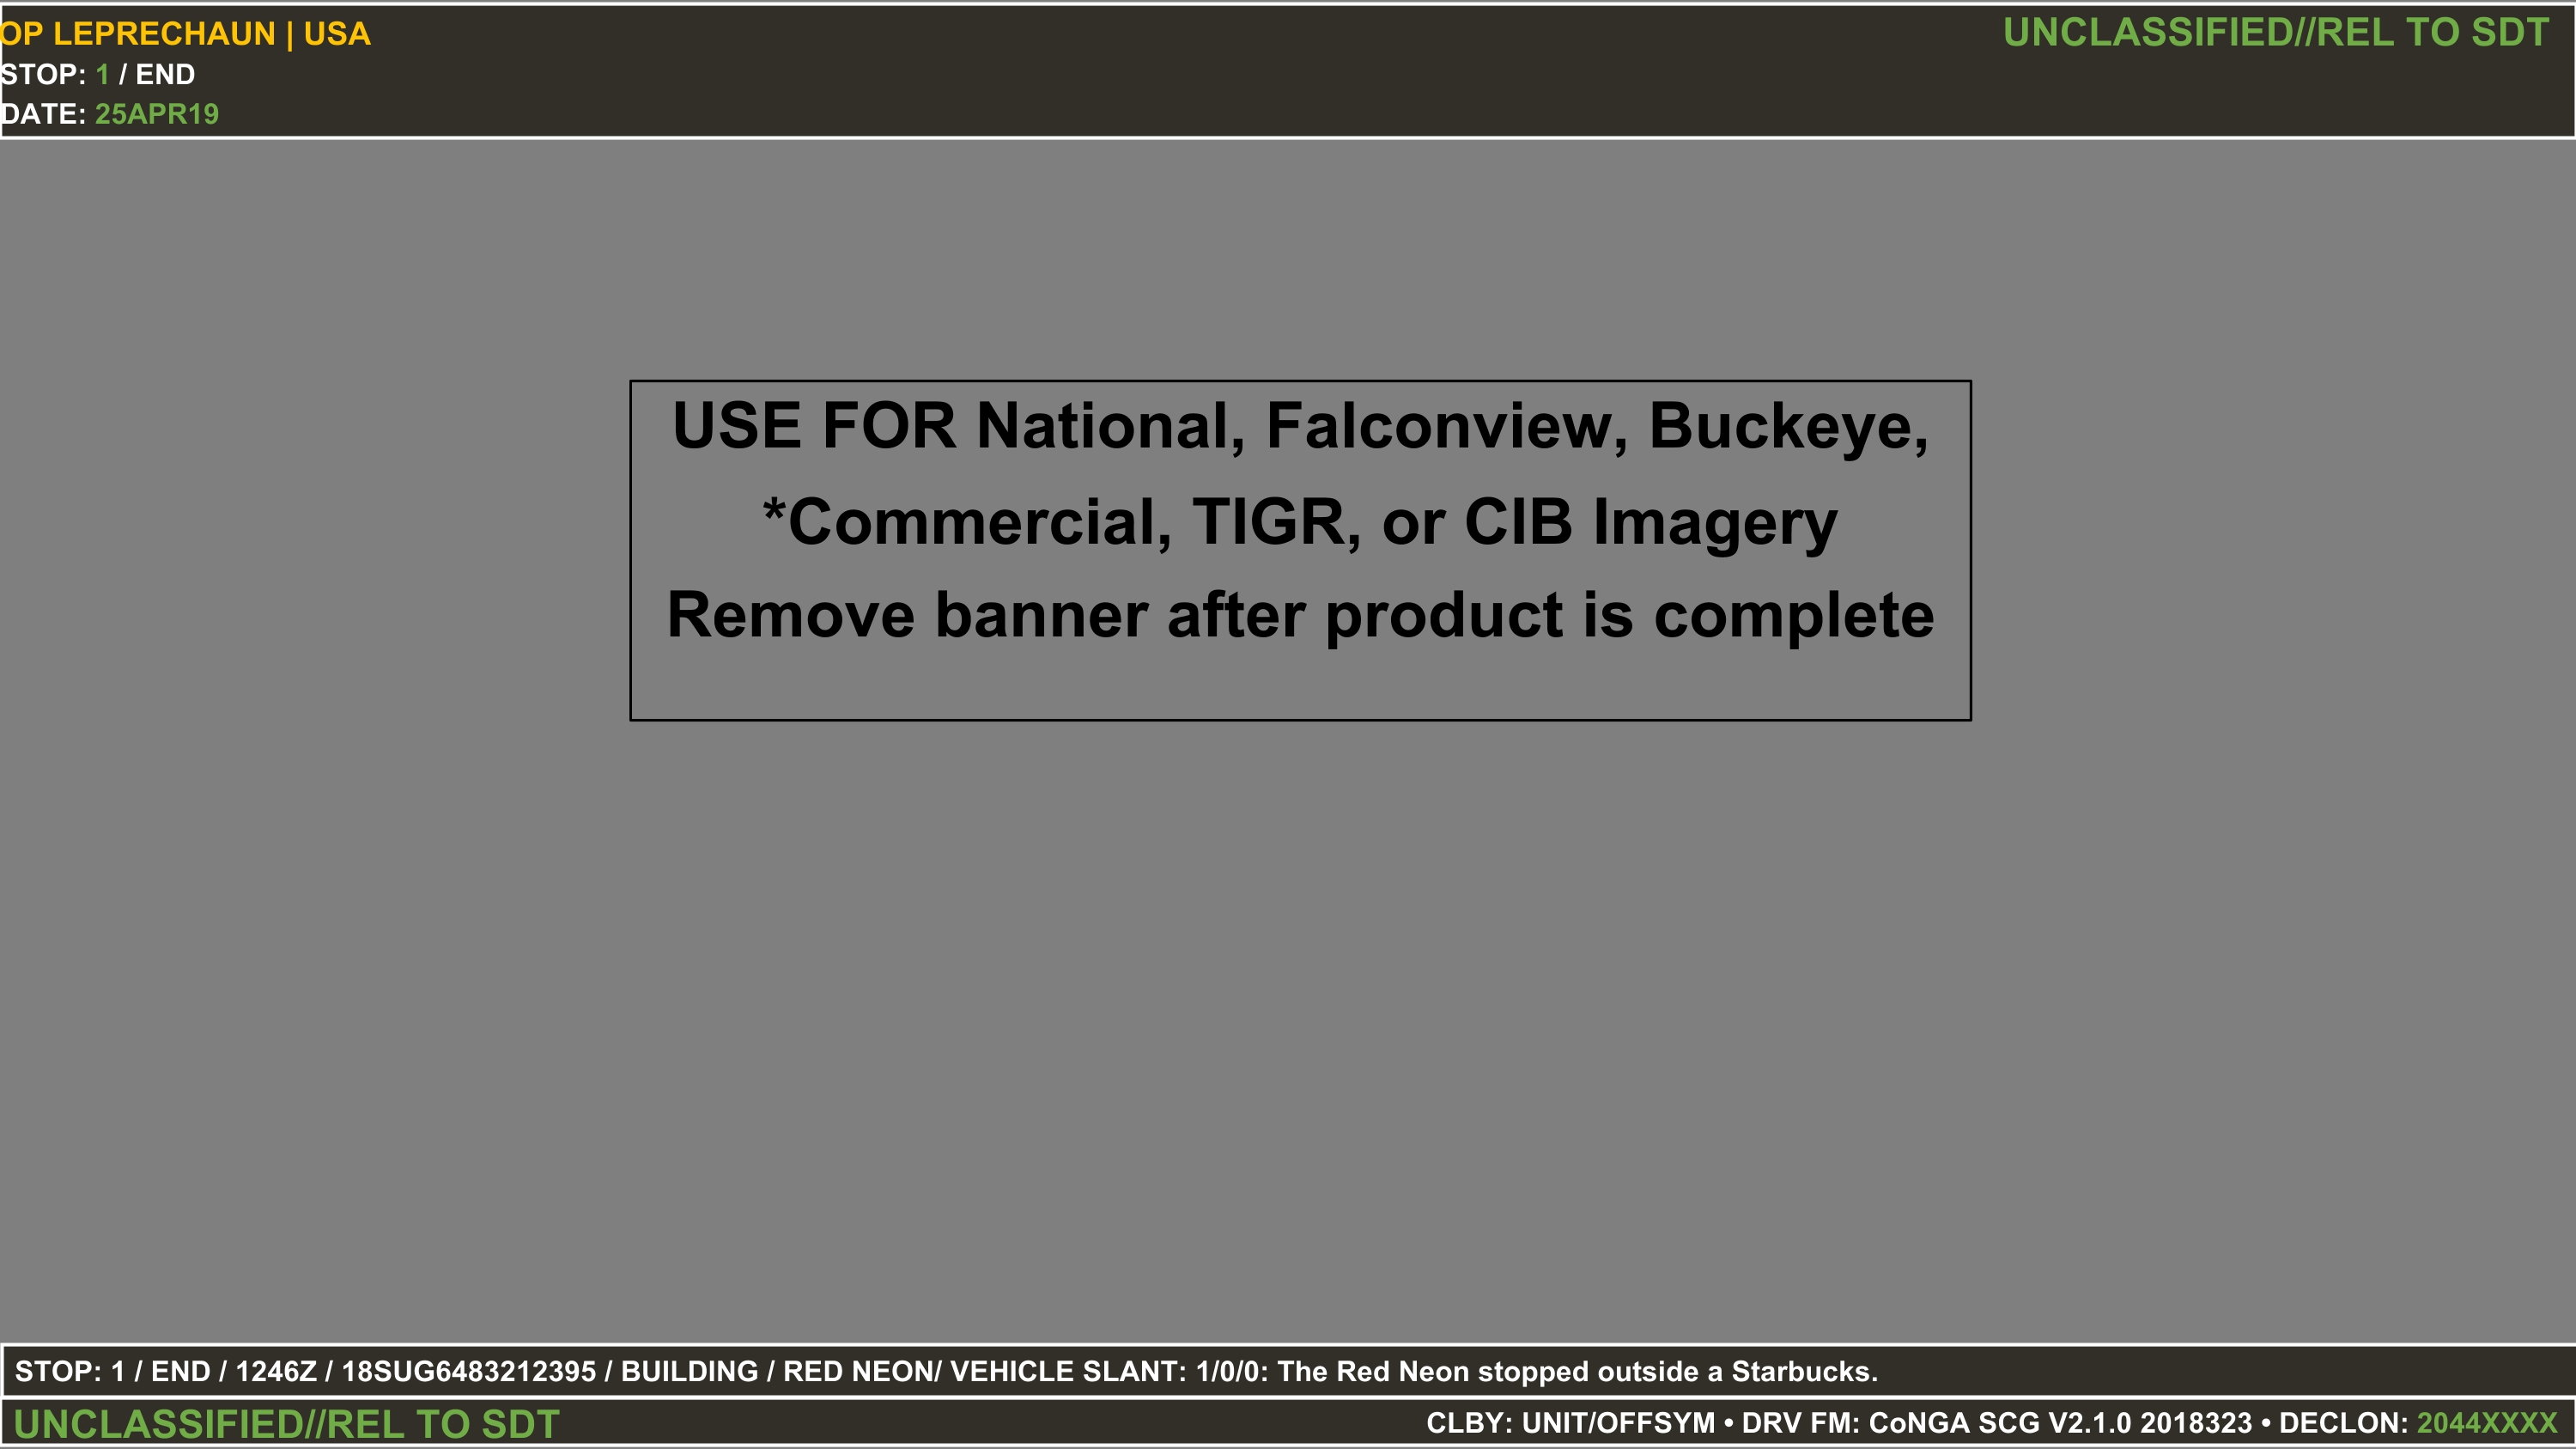 OP LEPRECHAUN | USA
UNCLASSIFIED//REL TO SDT
STOP: 1 / END
DATE: 25APR19
USE FOR National, Falconview, Buckeye,
*Commercial, TIGR, or CIB Imagery
Remove banner after product is complete
STOP: 1 / END / 1246Z / 18SUG6483212395 / BUILDING / RED NEON/ VEHICLE SLANT: 1/0/0: The Red Neon stopped outside a Starbucks.
UNCLASSIFIED//REL TO SDT
CLBY: UNIT/OFFSYM • DRV FM: CoNGA SCG V2.1.0 2018323 • DECLON: 2044XXXX